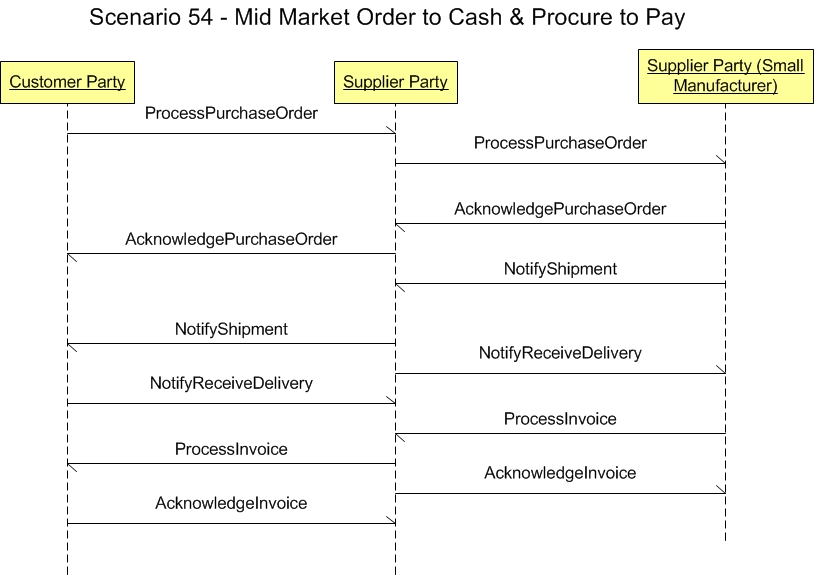 Scenario 54 - Mid Market Order to Cash & Procure to Pay
Customer Party
Supplier Party
Supplier Party (Small
Manufacturer)
ProcessPurchaseOrder
ProcessPurchaseOrder
AcknowledgePurchaseOrder
AcknowledgePurchaseOrder
NotifyShipment
NotifyShipment
NotifyReceiveDelivery
NotifyReceiveDelivery
ProcessInvoice
ProcessInvoice
AcknowledgeInvoice
AcknowledgeInvoice